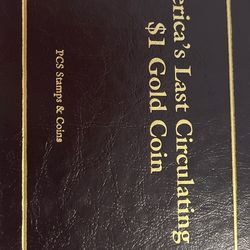 erica's Last Circulating
$1 Gold Coin
PCS Stamps & Coins